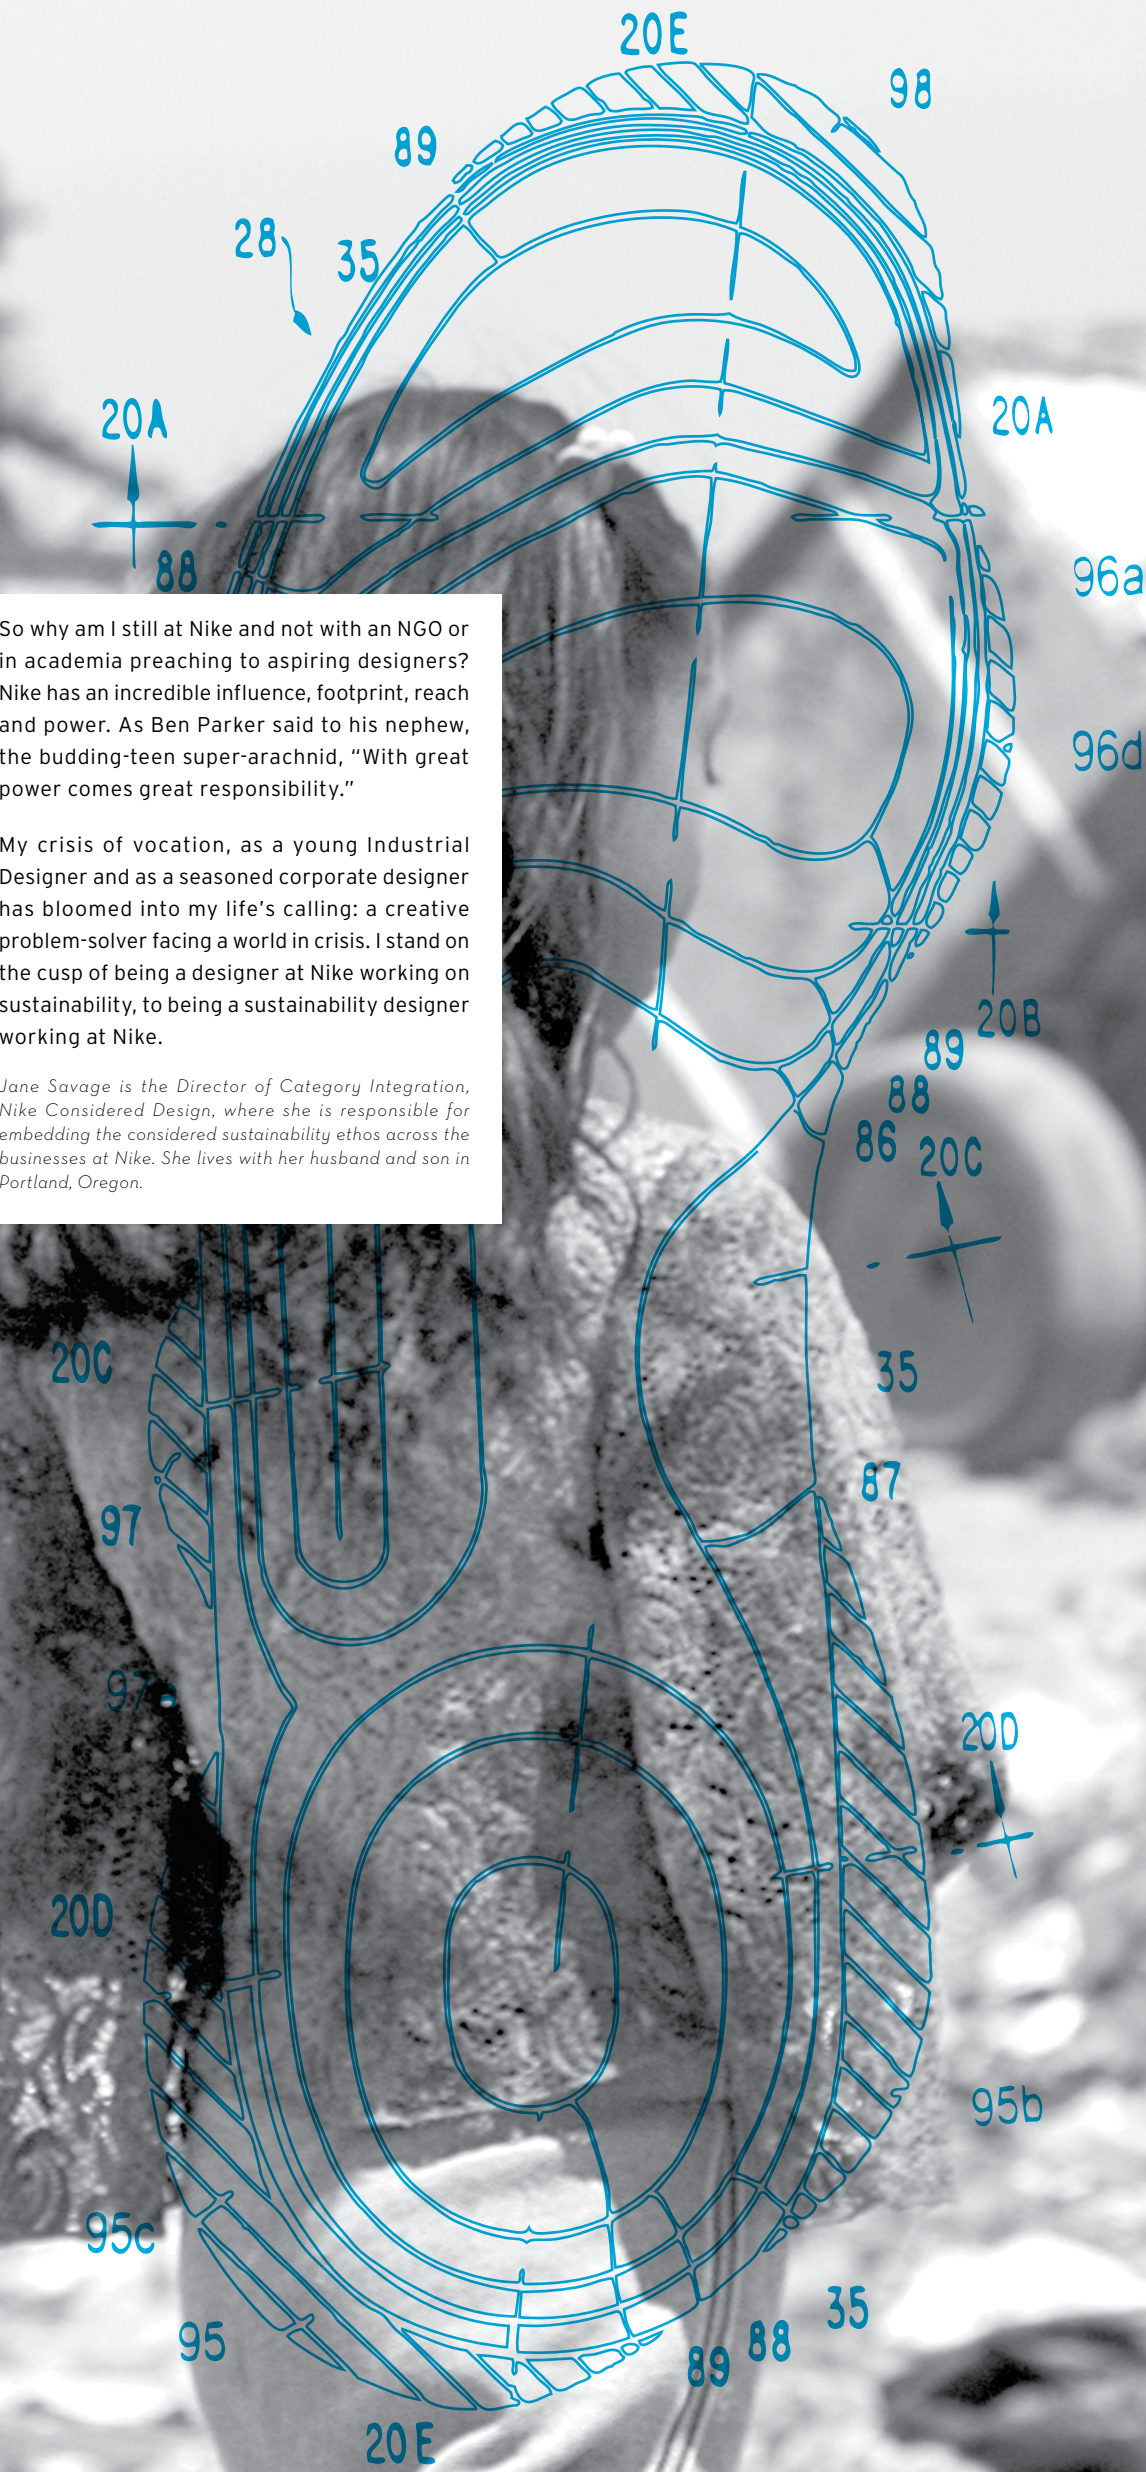 20E
98
89
28
35
20A
20A
88
96a
96d
So why am I still at Nike and not with an NGO or
in academia preaching to aspiring designers?
Nike has an incredible influence, footprint, reach
and power. As Ben Parker said to his nephew,
the budding-teen super-arachnid, “With great
power comes great responsibility.”
My crisis of vocation, as a young Industrial
Designer and as a seasoned corporate designer
has bloomed into my life’s calling: a creative
problem-solver facing a world in crisis. I stand on
the cusp of being a designer at Nike working on
sustainability, to being a sustainability designer
working at Nike.
Jane Savage is the Director of Category Integration,
Nike Considered Design, where she is responsible for
embedding the considered sustainability ethos across the
businesses at Nike. She lives with her husband and son in
Portland, Oregon.
20B
89
88
86
20C
20C
35
87
97
20D
20D
95b
95c
95
35
88
89
20E